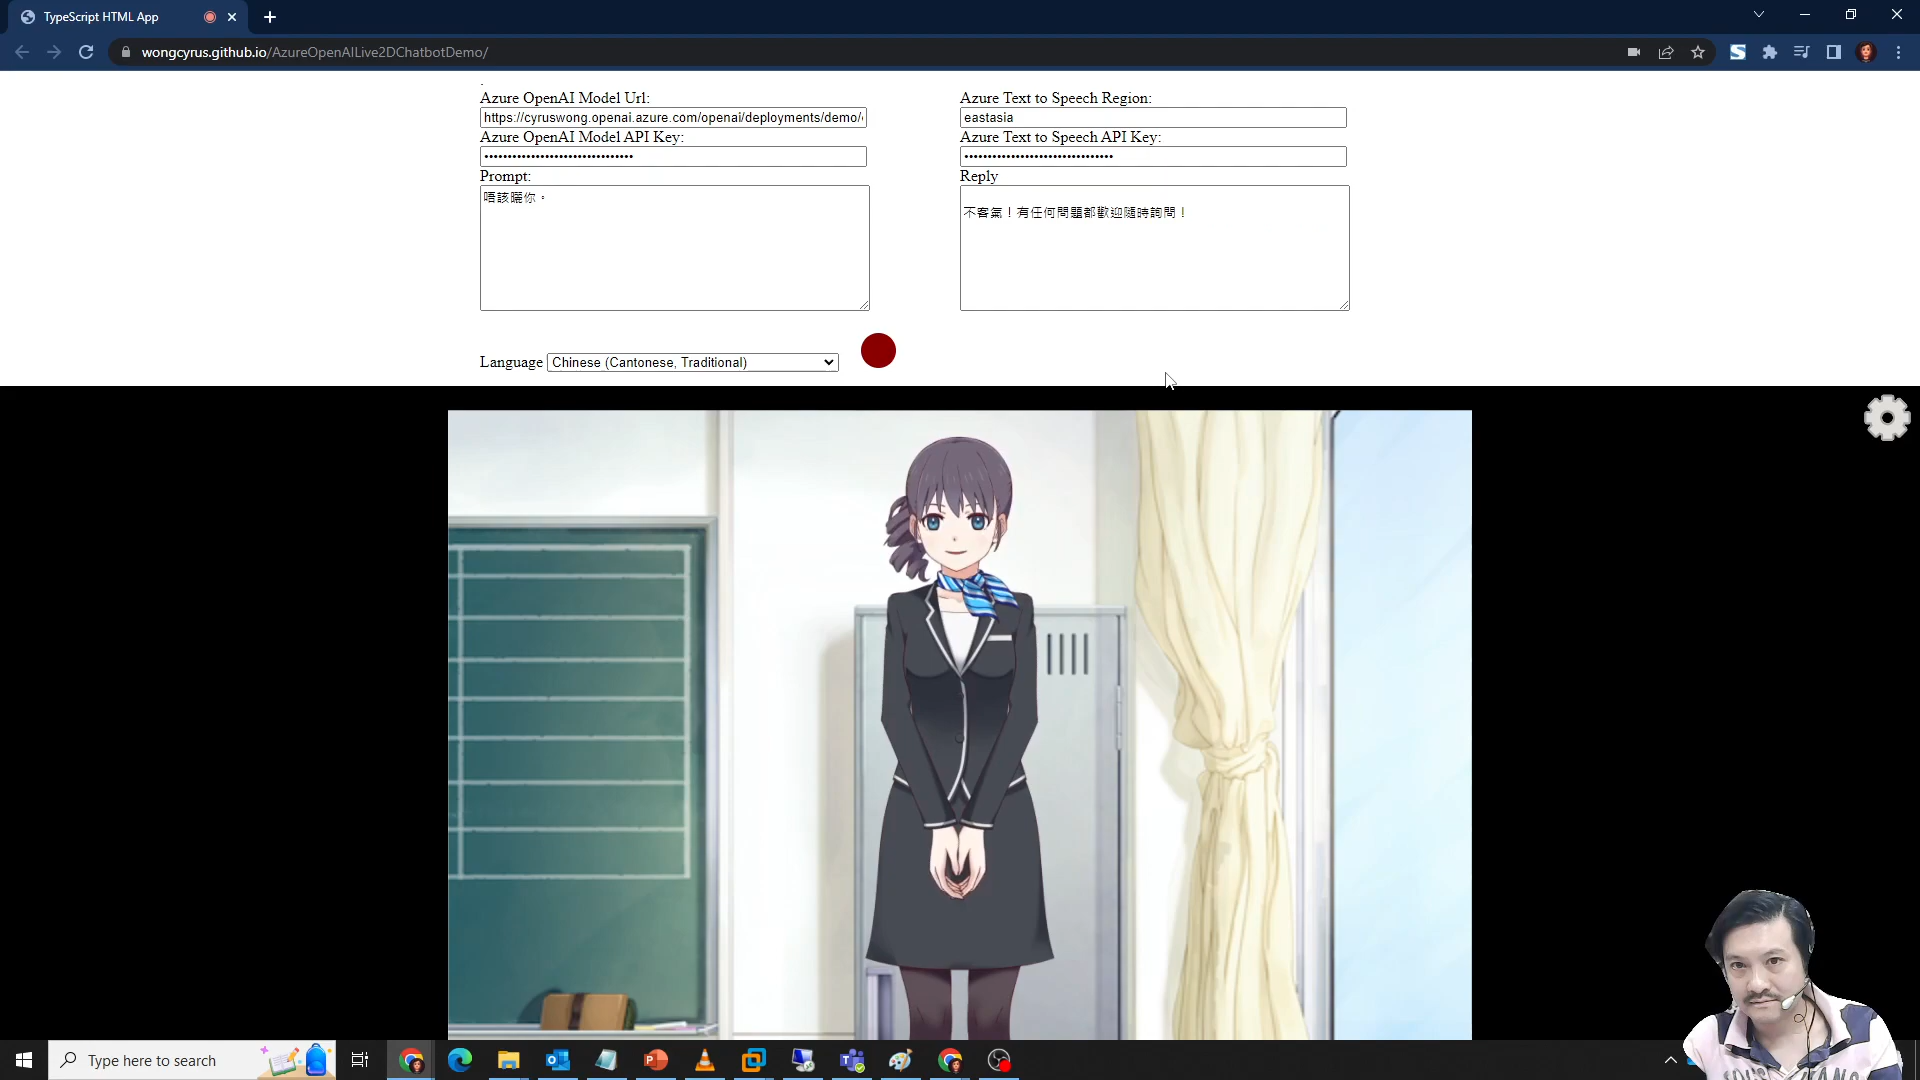 TypeScript HTML App
wongcyrus.github.io/AzureOpenAILive2DChatbotDemo/
Azure OpenAI Model Url:
https://cyruswong.openai.azure.com/openai/deployments/demo/
Azure OpenAI Model API Key:
••••••••••••••••••••••••••••••••
Prompt:
唔該曬你。
Azure Text to Speech Region:
eastasia
Azure Text to Speech API Key:
••••••••••••••••••••••••••••••••
Reply
不客氣！有任何問題都歡迎隨時詢問！
Language Chinese (Cantonese, Traditional)
Type here to search